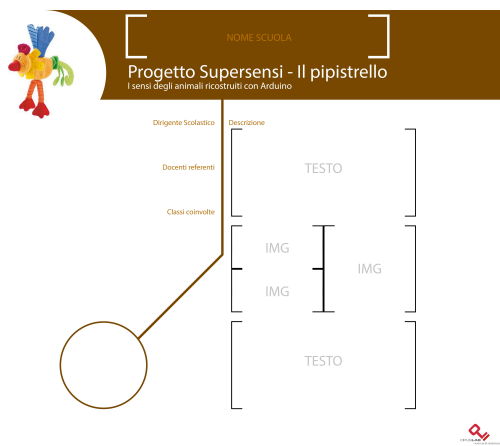 NOME SCUOLA
Progetto Supersensi - Il pipistrello
I sensi degli animali ricostruiti con Arduino
Dirigente Scolastico
Descrizione
Docenti referenti
TESTO
Classi coinvolte
IMG
IMG
IMG
TESTO